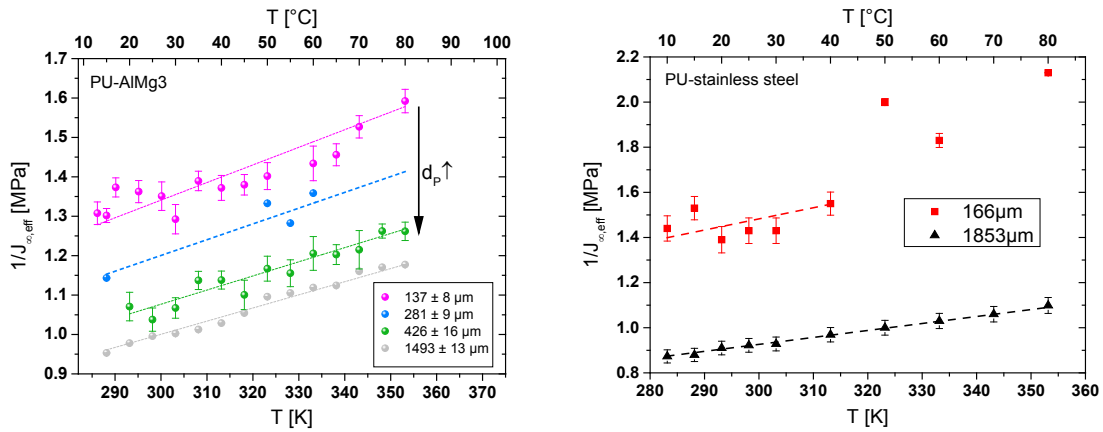 T [°C]
10 20 30 40 50 60 70 80 90 100
1.7
1.6
1.5
1.4
1.3
1.2
1.1
1.0
0.9
1/J∞,eff [MPa]
PU-AlMg3
dP↑
137 ± 8 µm
281 ± 9 µm
426 ± 16 µm
1493 ± 13 µm
290 300 310 320 330 340 350 360 370
T [K]
T [°C]
10 20 30 40 50 60 70 80
2.2
2.0
1.8
1.6
1.4
1.2
1.0
0.8
1/J∞,eff [MPa]
PU-stainless steel
166µm
1853µm
280 290 300 310 320 330 340 350 360
T [K]